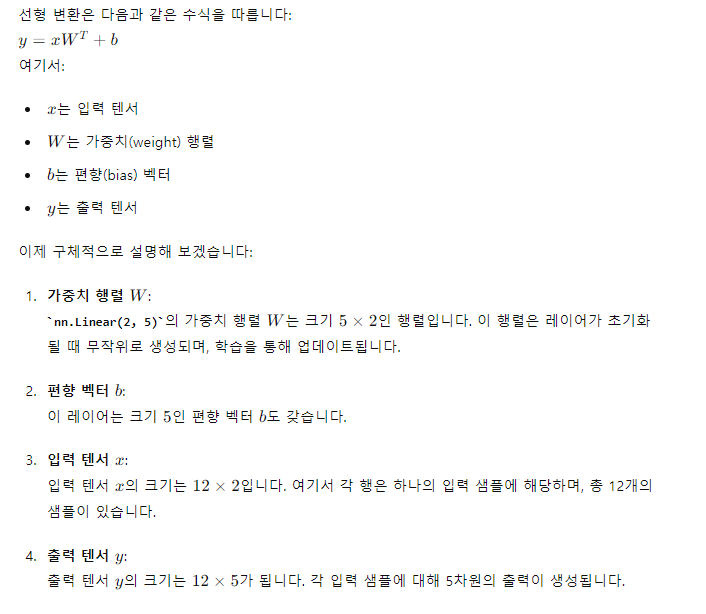 선형 변환은 다음과 같은 수식을 따릅니다:
y = xW^T + b
여기서:
• x는 입력 텐서
• W는 가중치(weight) 행렬
• b는 편향(bias) 벡터
• y는 출력 텐서
이제 구체적으로 설명해 보겠습니다:
1. 가중치 행렬 W:
`nn.Linear(2, 5)`의 가중치 행렬 W는 크기 5 × 2인 행렬입니다. 이 행렬은 레이어가 초기화
될 때 무작위로 생성되며, 학습을 통해 업데이트됩니다.
2. 편향 벡터 b:
이 레이어는 크기 5인 편향 벡터 b도 갖습니다.
3. 입력 텐서 x:
입력 텐서 x의 크기는 12 × 2입니다. 여기서 각 행은 하나의 입력 샘플에 해당하며, 총 12개의
샘플이 있습니다.
4. 출력 텐서 y:
출력 텐서 y의 크기는 12 × 5가 됩니다. 각 입력 샘플에 대해 5차원의 출력이 생성됩니다.